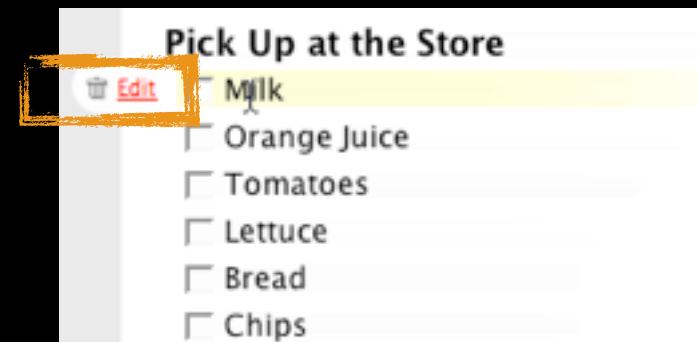 Pick Up at the Store
Edit Milk
Orange Juice
Tomatoes
Lettuce
Bread
Chips